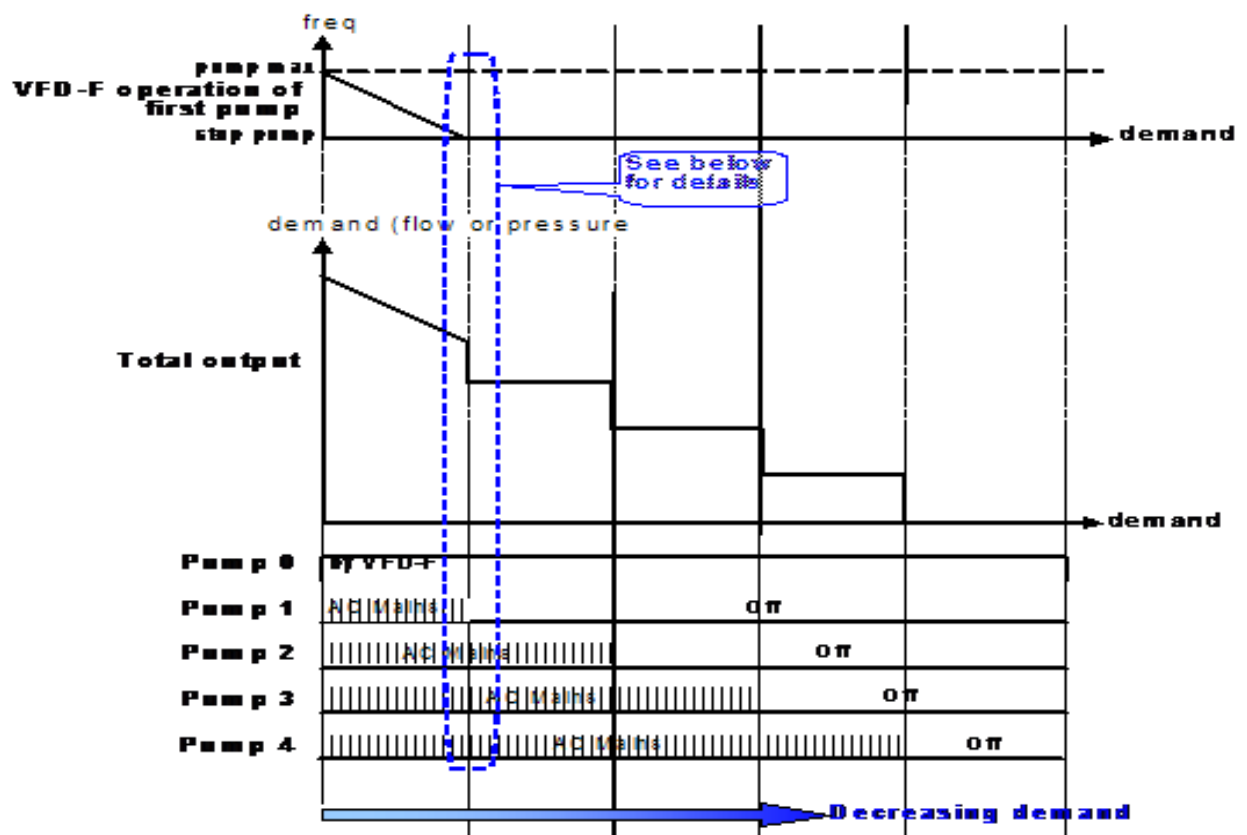 freq
pump max
VFD-F operation of
first pump
stop pump
demand
See below
for details
demand (flow or pressure
Total output
demand
Pump 0
by VFD-F
Pump 1
AC Mains
Off
Pump 2
AC Mains
Off
Pump 3
AC Mains
Off
Pump 4
AC Mains
Off
Decreasing demand